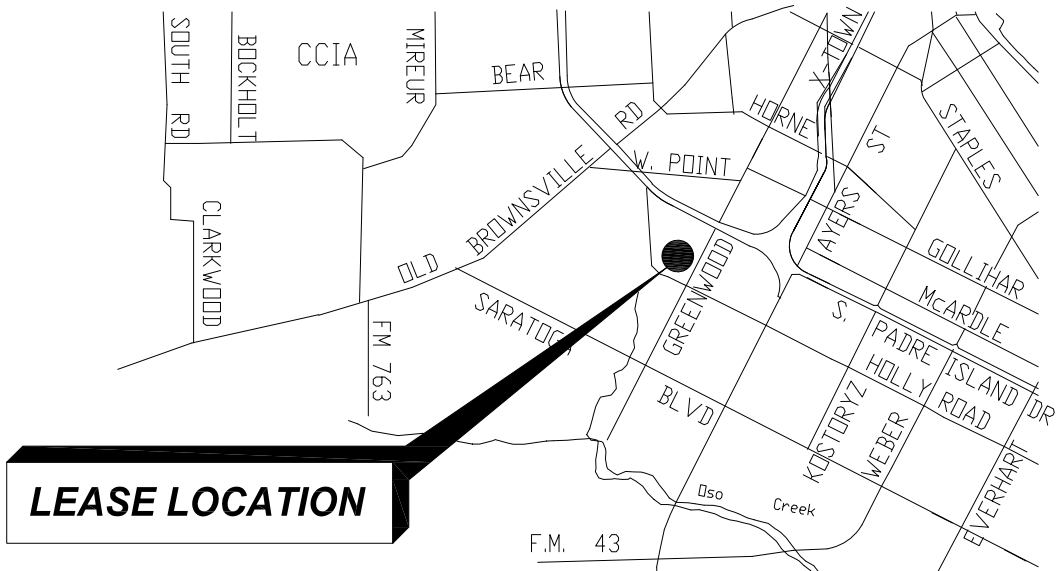 SOUTH RD
BOCKHOLT
CCIA
MIREUR
BEAR
X-TOWN
HORNE
ST
STAPLES
OLD BROWNSVILLE RD
W. POINT
CLARKWOOD
AYERS
GOLLIHAR
McARDLE
GREENWOOD
SARATOGA BLVD
S. PADRE ISLAND DR
HOLLY ROAD
FM 763
KOSTORYZ
WEBER
EVERHART
LEASE LOCATION
Oso Creek
F.M. 43